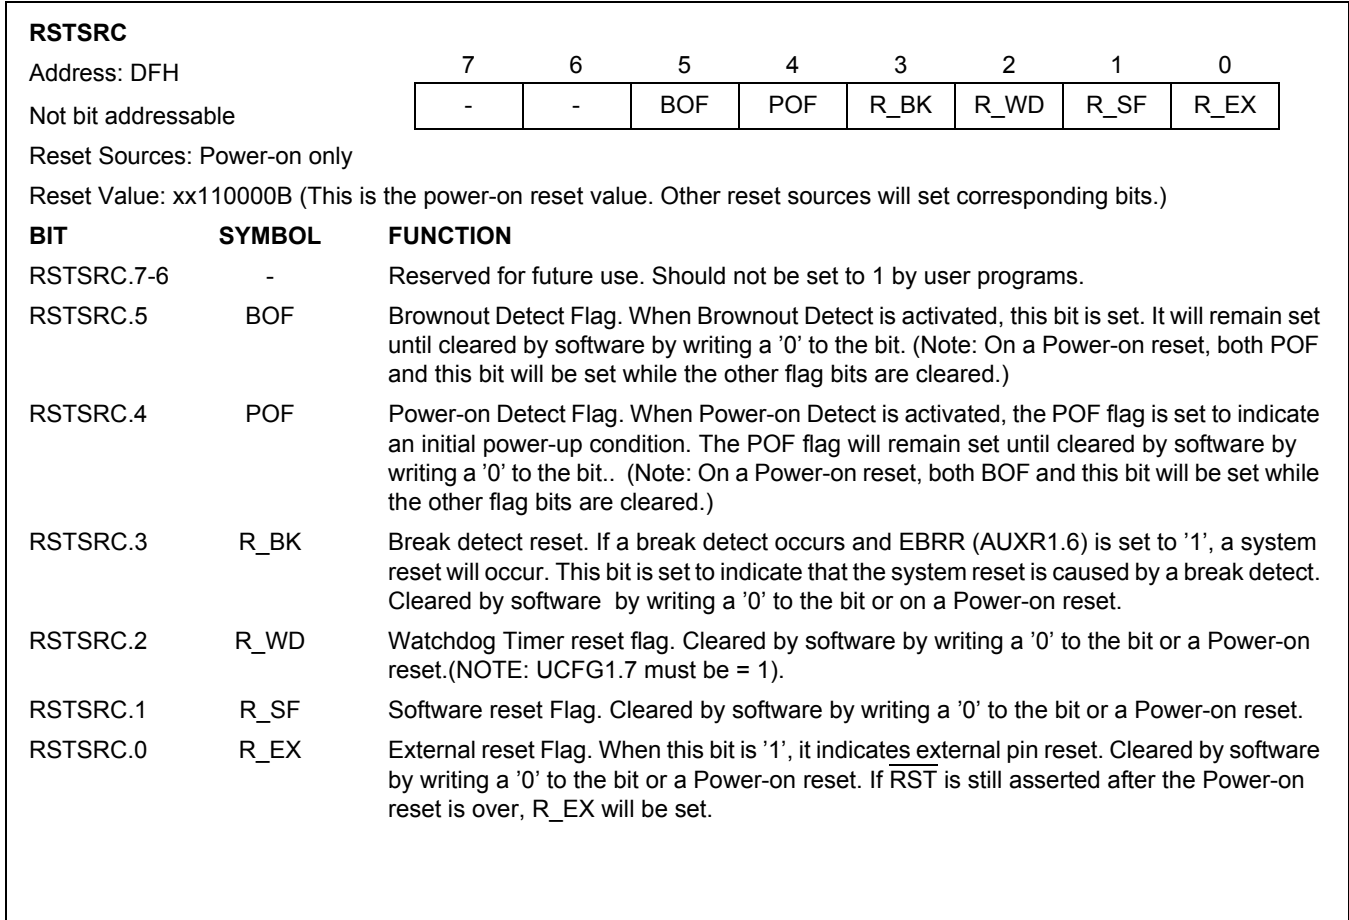 RSTSRC
Address: DFH
7 6 5 4 3 2 1 0
Not bit addressable
- - BOF POF R_BK R_WD R_SF R_EX
Reset Sources: Power-on only
Reset Value: xx110000B (This is the power-on reset value. Other reset sources will set corresponding bits.)
BIT SYMBOL FUNCTION
RSTSRC.7-6 - Reserved for future use. Should not be set to 1 by user programs.
RSTSRC.5 BOF Brownout Detect Flag. When Brownout Detect is activated, this bit is set. It will remain set
until cleared by software by writing a ’0’ to the bit. (Note: On a Power-on reset, both POF
and this bit will be set while the other flag bits are cleared.)
RSTSRC.4 POF Power-on Detect Flag. When Power-on Detect is activated, the POF flag is set to indicate
an initial power-up condition. The POF flag will remain set until cleared by software by
writing a ’0’ to the bit.. (Note: On a Power-on reset, both BOF and this bit will be set while
the other flag bits are cleared.)
RSTSRC.3 R_BK Break detect reset. If a break detect occurs and EBRR (AUXR1.6) is set to ’1’, a system
reset will occur. This bit is set to indicate that the system reset is caused by a break detect.
Cleared by software by writing a ’0’ to the bit or on a Power-on reset.
RSTSRC.2 R_WD Watchdog Timer reset flag. Cleared by software by writing a ’0’ to the bit or a Power-on
reset.(NOTE: UCFG1.7 must be = 1).
RSTSRC.1 R_SF Software reset Flag. Cleared by software by writing a ’0’ to the bit or a Power-on reset.
RSTSRC.0 R_EX External reset Flag. When this bit is ’1’, it indicates external pin reset. Cleared by software
by writing a ’0’ to the bit or a Power-on reset. If RST is still asserted after the Power-on
reset is over, R_EX will be set.